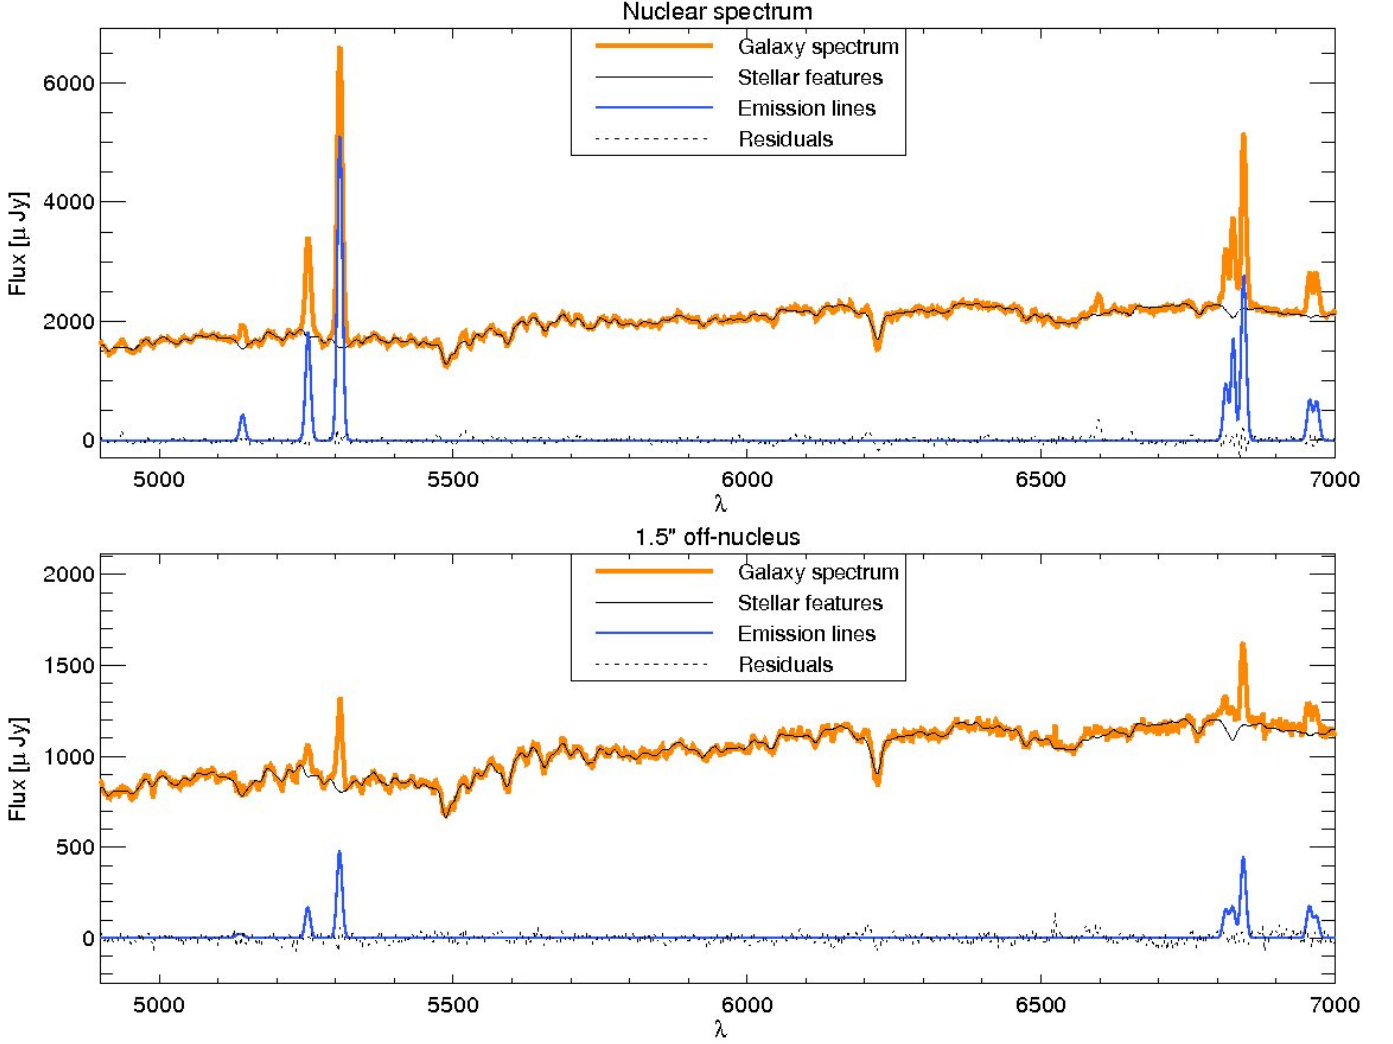 Nuclear spectrum
Galaxy spectrum
Stellar features
Emission lines
Residuals
6000
4000
2000
0
Flux [μ Jy]
5000 5500 6000 6500 7000
λ
1.5" off-nucleus
Galaxy spectrum
Stellar features
Emission lines
Residuals
2000
1500
1000
500
0
Flux [μ Jy]
5000 5500 6000 6500 7000
λ